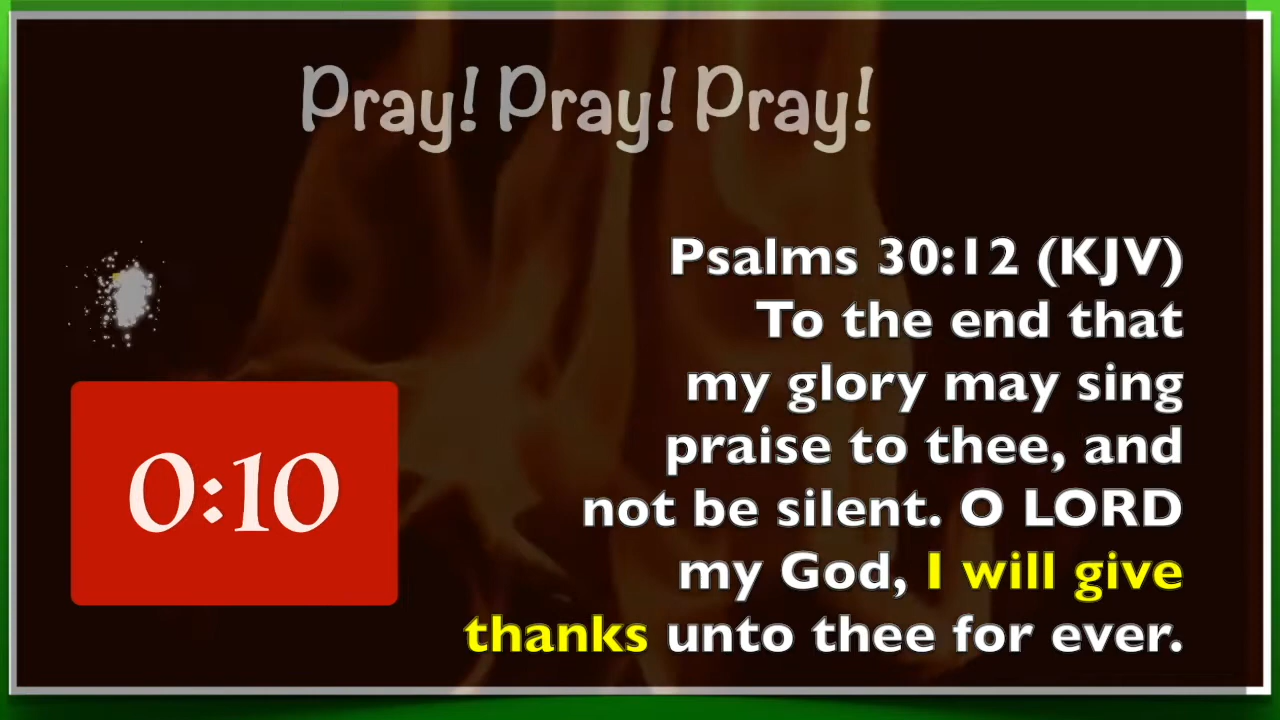 Pray! Pray! Pray!
Psalms 30:12 (KJV)
To the end that
my glory may sing
praise to thee, and
not be silent. O LORD
my God, I will give
thanks unto thee for ever.
0:10